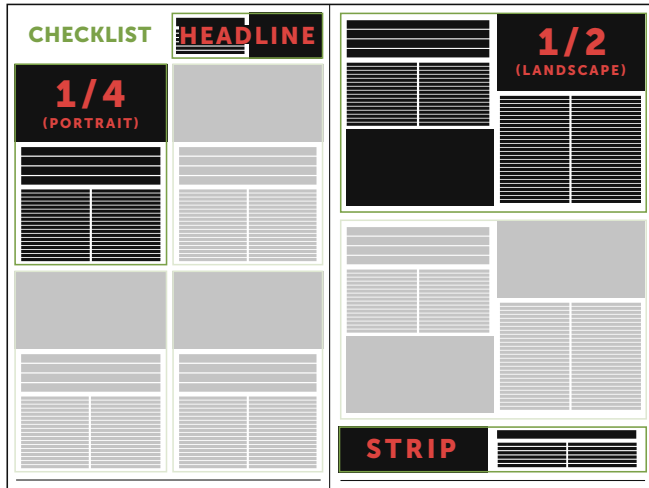 CHECKLIST
HEADLINE
1/4
(PORTRAIT)
1/2
(LANDSCAPE)
STRIP